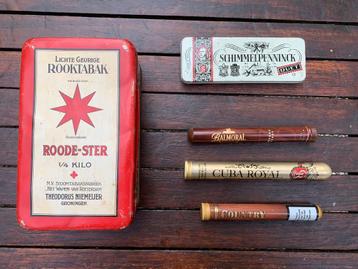 LICHTE GEURIGE
ROOKTABAK
ROODE-STER
1/4 KILO
N.V. STOOMTABAKSFABRIEK
„HET WAPEN VAN ROTTERDAM"
THEODORUS NIEMEIJER
GRONINGEN
SCHIMMELPENNINCK
DUET
BALMORAL
CUBA ROYAL
COUNTRY